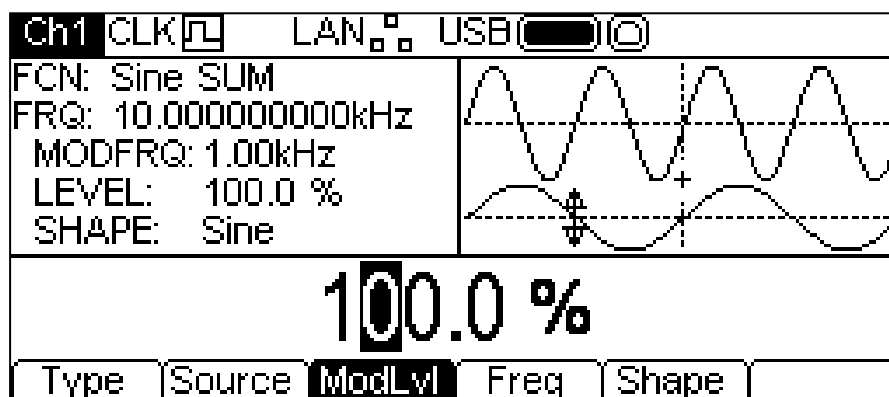 Ch1 CLK LAN USB
FCN: Sine SUM
FRQ: 10.000000000kHz
MODFRQ: 1.00kHz
LEVEL: 100.0 %
SHAPE: Sine
100.0 %
Type Source ModLvl Freq Shape